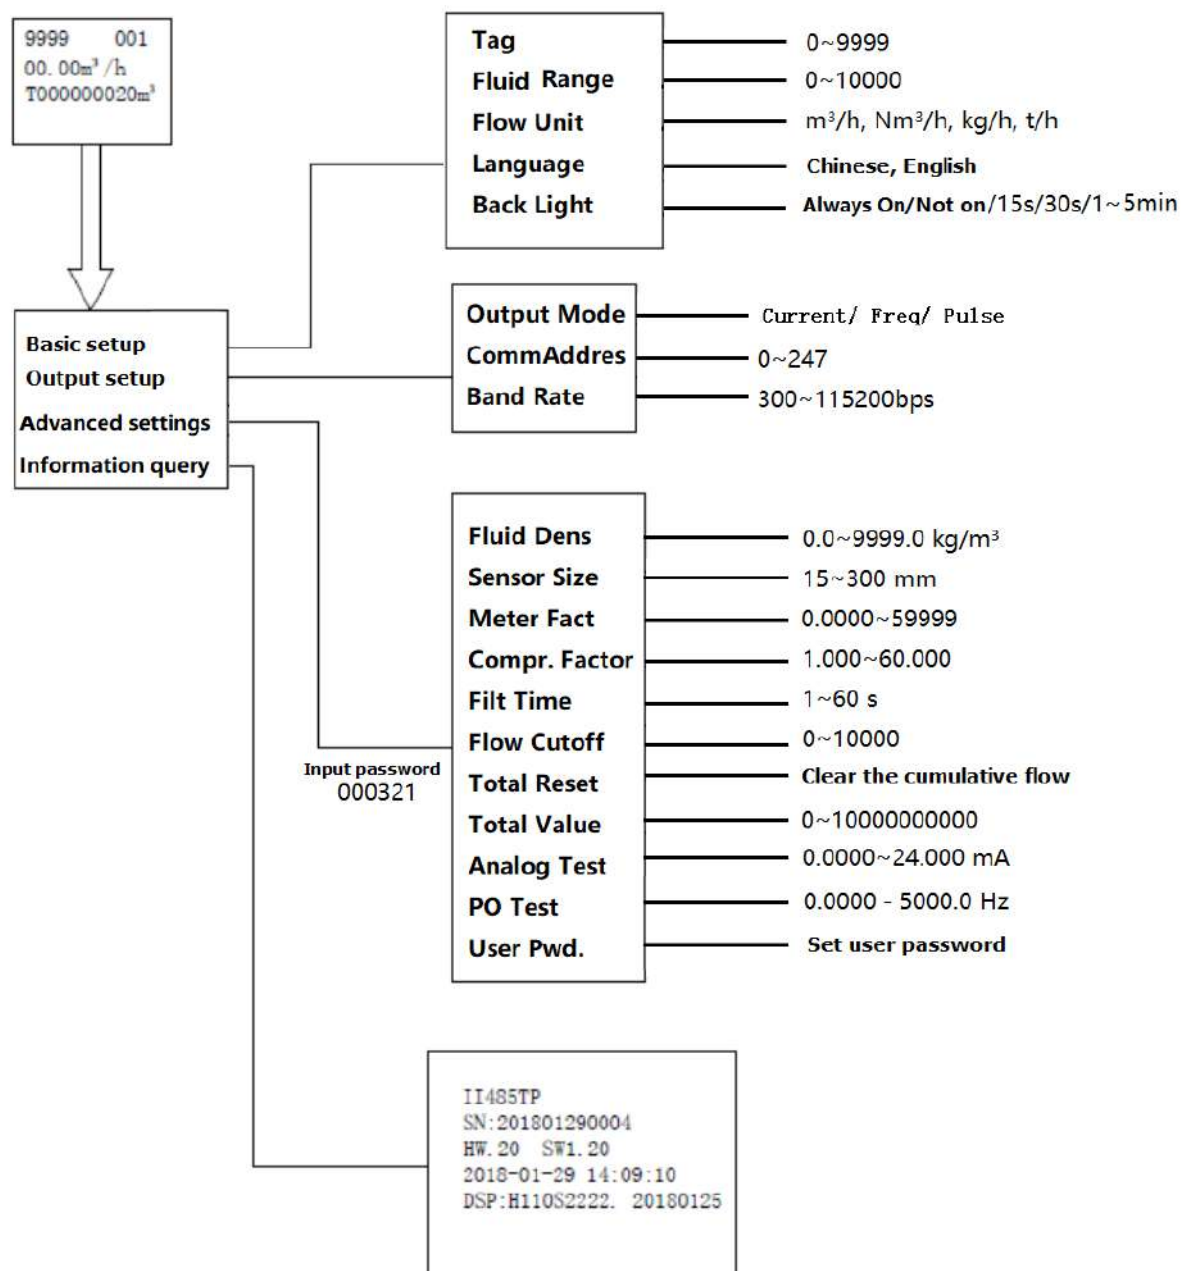 9999 001
00.00m³/h
T000000020m³
Basic setup
Output setup
Advanced settings
Information query
Tag 0~9999
Fluid Range 0~10000
Flow Unit m³/h, Nm³/h, kg/h, t/h
Language Chinese, English
Back Light Always On/Not on/15s/30s/1~5min
Output Mode Current/ Freq/ Pulse
CommAddres 0~247
Band Rate 300~115200bps
Input password
000321
Fluid Dens 0.0~9999.0 kg/m³
Sensor Size 15~300 mm
Meter Fact 0.0000~59999
Compr. Factor 1.000~60.000
Filt Time 1~60 s
Flow Cutoff 0~10000
Total Reset Clear the cumulative flow
Total Value 0~10000000000
Analog Test 0.0000~24.000 mA
PO Test 0.0000 - 5000.0 Hz
User Pwd. Set user password
II485TP
SN:201801290004
HW.20 SW1.20
2018-01-29 14:09:10
DSP:H110S2222. 20180125